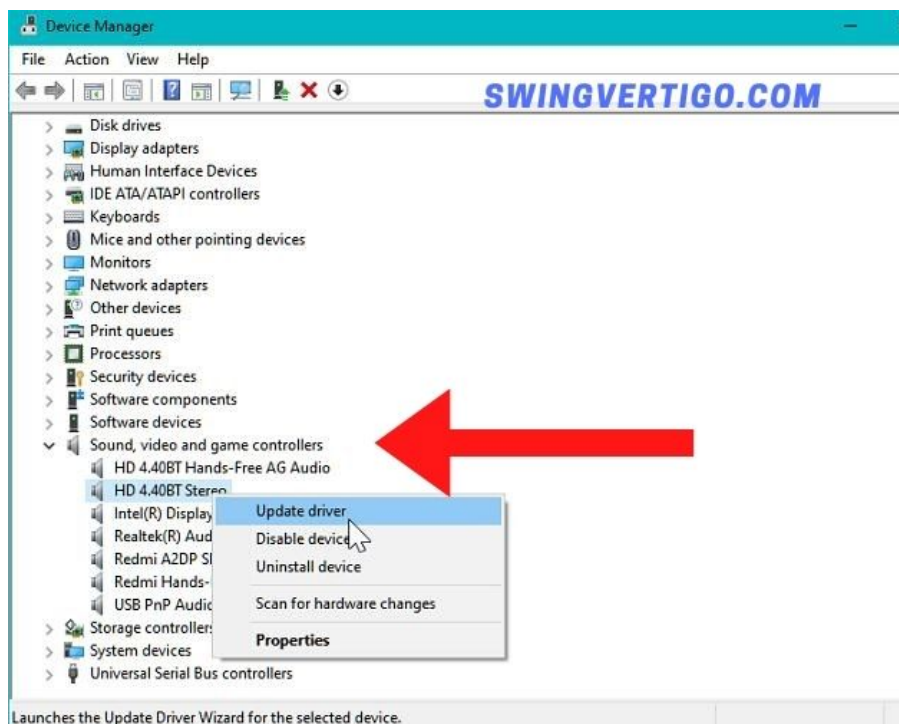 Device Manager
File Action View Help
SWINGVERTIGO.COM
Disk drives
Display adapters
Human Interface Devices
IDE ATA/ATAPI controllers
Keyboards
Mice and other pointing devices
Monitors
Network adapters
Other devices
Print queues
Processors
Security devices
Software components
Software devices
Sound, video and game controllers
HD 4.40BT Hands-Free AG Audio
HD 4.40BT Stereo
Intel(R) Display
Realtek(R) Aud
Redmi A2DP S
Redmi Hands-
USB PnP Audio
Update driver
Disable device
Uninstall device
Scan for hardware changes
Properties
Storage controllers
System devices
Universal Serial Bus controllers
Launches the Update Driver Wizard for the selected device.